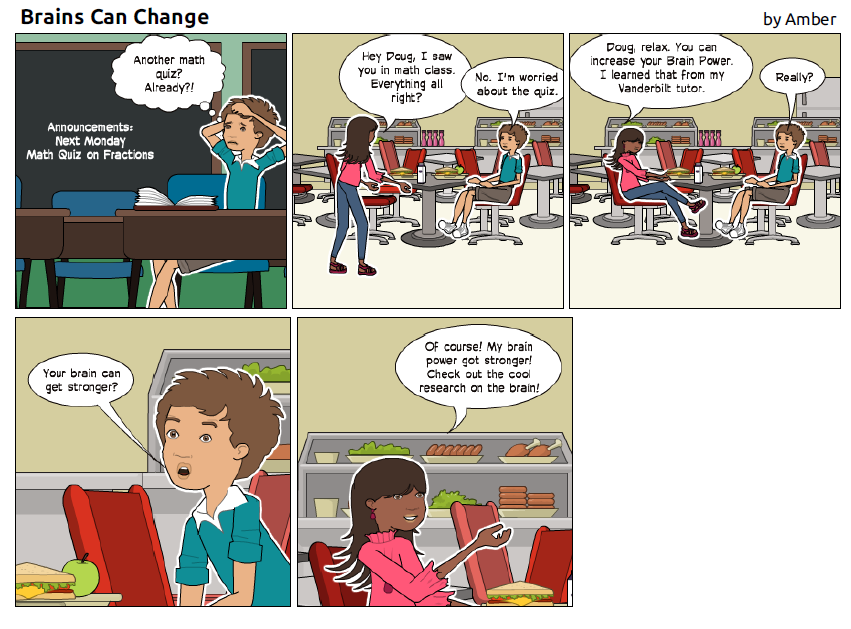 Brains Can Change
by Amber
Another math
quiz?
Already?!
Announcements:
Next Monday
Math Quiz on Fractions
Hey Doug, I saw
you in math class.
Everything all
right?
No. I'm worried
about the quiz.
Doug, relax. You can
increase your Brain Power.
I learned that from my
Vanderbilt tutor.
Really?
Your brain can
get stronger?
Of course! My brain
power got stronger!
Check out the cool
research on the brain!